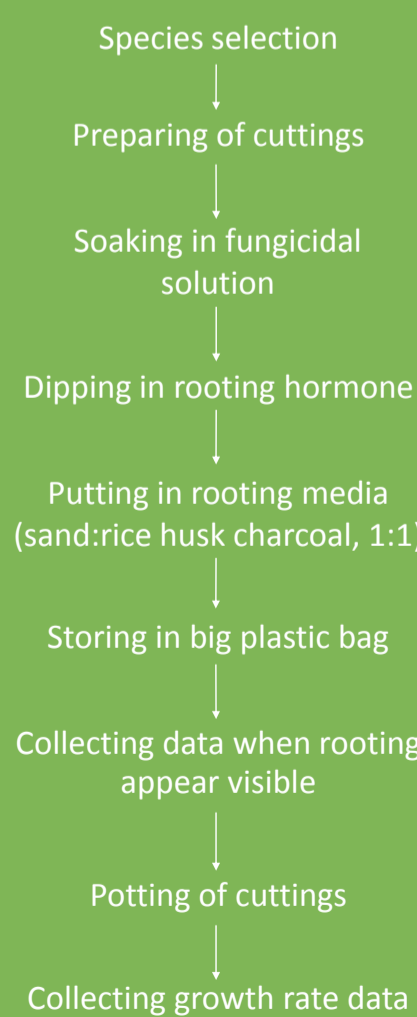 Species selection
Preparing of cuttings
Soaking in fungicidal
solution
Dipping in rooting hormone
Putting in rooting media
(sand:rice husk charcoal, 1:1)
Storing in big plastic bag
Collecting data when rooting
appear visible
Potting of cuttings
Collecting growth rate data